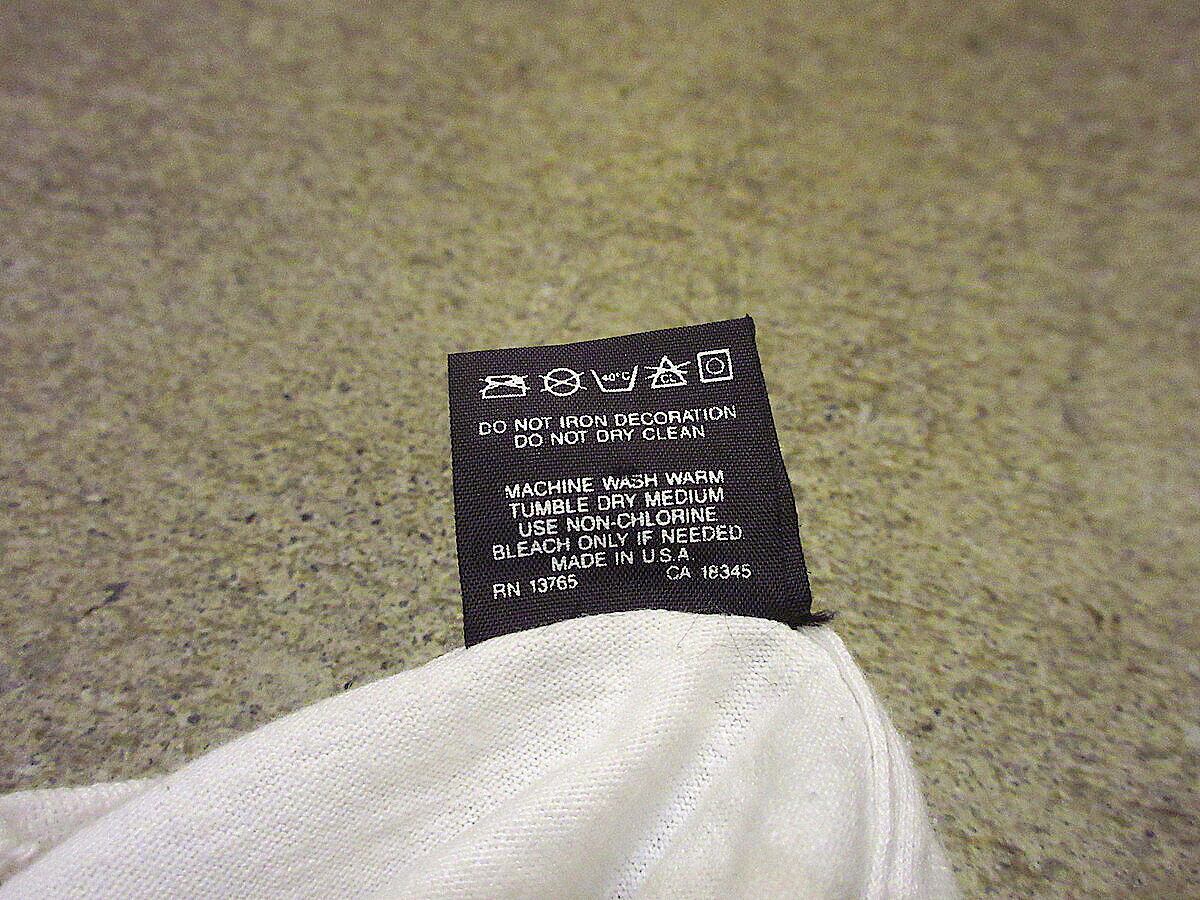 40°C CL
DO NOT IRON DECORATION
DO NOT DRY CLEAN
MACHINE WASH WARM
TUMBLE DRY MEDIUM
USE NON-CHLORINE
BLEACH ONLY IF NEEDED
MADE IN U.S.A
RN 13765 CA 18345